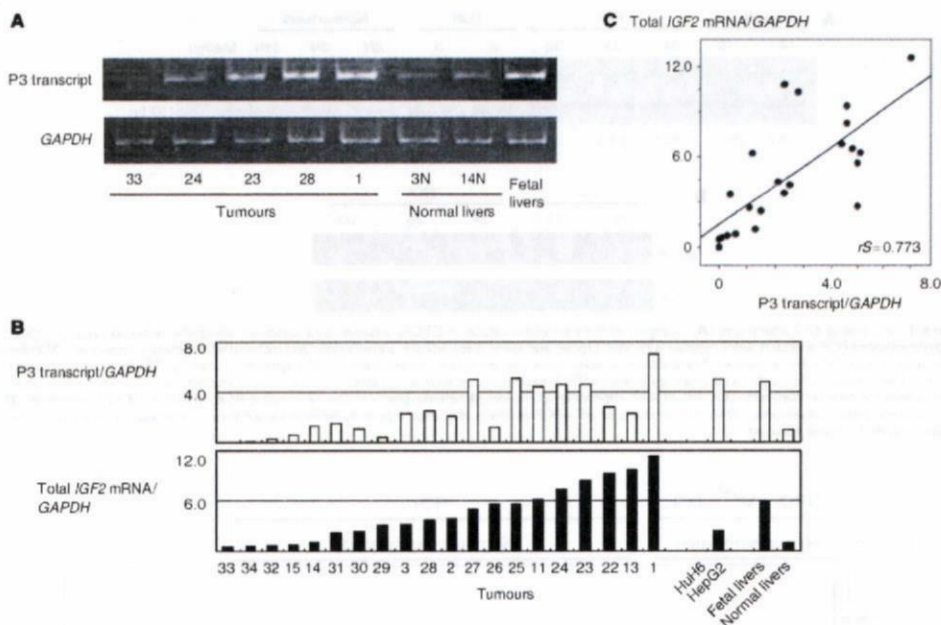 A
P3 transcript
GAPDH
33 24 23 28 1 3N 14N Fetal livers
Tumours Normal livers
C Total IGF2 mRNA/GAPDH
12.0
6.0
0
rS=0.773
0 4.0 8.0
P3 transcript/GAPDH
B
8.0
P3 transcript/GAPDH
4.0
12.0
Total IGF2 mRNA/
GAPDH
6.0
33 34 32 15 14 31 30 29 3 28 2 27 26 25 11 24 23 22 13 1 HuH6 HepG2 Fetal livers Normal livers
Tumours